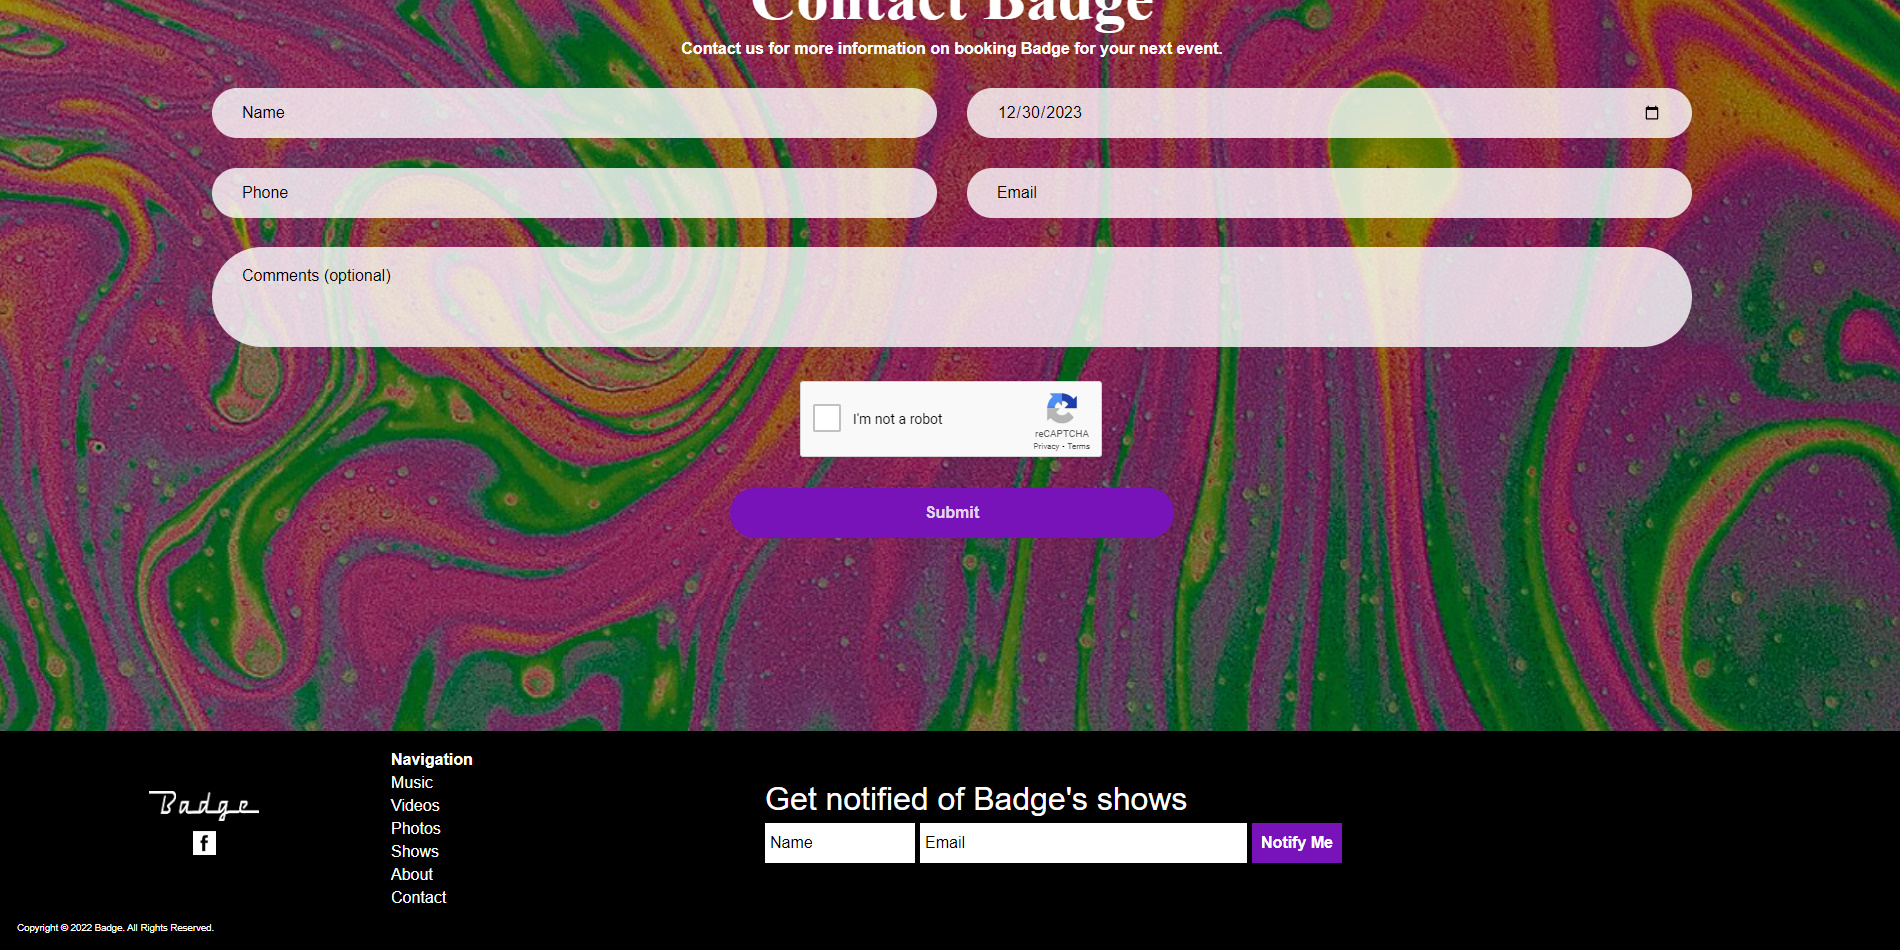 Contact Badge
Contact us for more information on booking Badge for your next event.
Name
12/30/2023
Phone
Email
Comments (optional)
I'm not a robot
reCAPTCHA
Privacy - Terms
Submit
Badge
f
Navigation
Music
Videos
Photos
Shows
About
Contact
Get notified of Badge's shows
Name
Email
Notify Me
Copyright © 2022 Badge. All Rights Reserved.